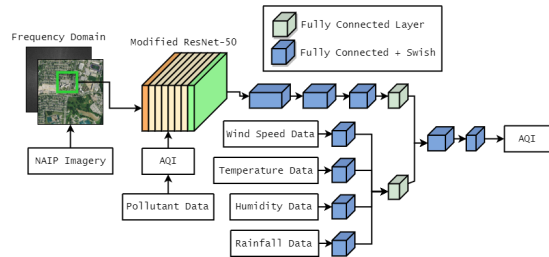 Frequency Domain
Modified ResNet-50
Fully Connected Layer
Fully Connected + Swish
NAIP Imagery
AQI
Pollutant Data
Wind Speed Data
Temperature Data
Humidity Data
Rainfall Data
AQI